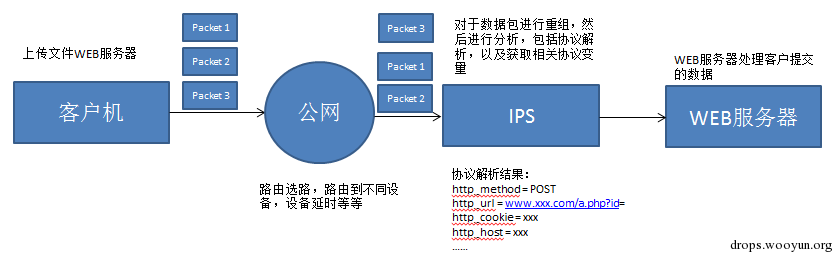 上传文件WEB服务器
Packet 1
Packet 2
Packet 3
客户机
公网
路由选路，路由到不同设
备，设备延时等等
Packet 3
Packet 1
Packet 2
对于数据包进行重组，然
后进行分析，包括协议解
析，以及获取相关协议变
量
IPS
协议解析结果：
http_method= POST
http_url = www.xxx.com/a.php?id=
http_cookie= xxx
http_host = xxx
......
WEB服务器处理客户提交
的数据
WEB服务器
drops.wooyun.org